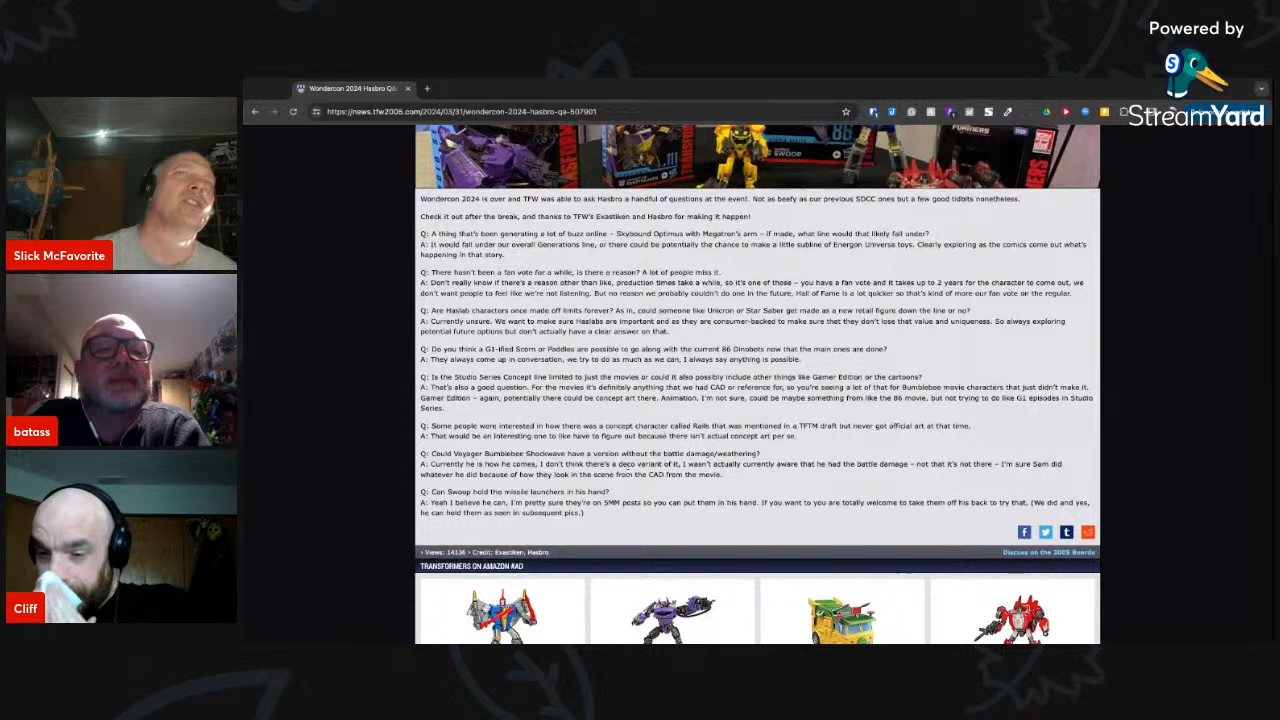 Powered by
StreamYard
Wondercon 2024 Hasbro Q&
https://news.tfw2005.com/2024/03/31/wondercon-2024-hasbro-qa-507901
Slick McFavorite
batass
Cliff
86
SWOOP
111
TRANSFORMERS
Wondercon 2024 is over and TFW was able to ask Hasbro a handful of questions at the event. Not as beefy as our previous SDCC ones but a few good tidbits nonetheless.
Check it out after the break, and thanks to TFW's Exastiken and Hasbro for making it happen!
Q: A thing that's been generating a lot of buzz online – Skybound Optimus with Megatron's arm – if made, what line would that likely fall under?
A: It would fall under our overall Generations line, or there could be potentially the chance to make a little subline of Energon Universe toys. Clearly exploring as the comics come out what's
happening in that story.
Q: There hasn't been a fan vote for a while, is there a reason? A lot of people miss it.
A: Don't really know if there's a reason other than like, production times take a while, so it's one of those – you have a fan vote and it takes up to 2 years for the character to come out, we
don't want people to feel like we're not listening. But no reason we probably couldn't do one in the future, Hall of Fame is a lot quicker so that's kind of more our fan vote on the regular.
Q: Are Haslab characters once made off limits forever? As in, could someone like Unicron or Star Saber get made as a new retail figure down the line or no?
A: Currently unsure. We want to make sure Haslabs are important and as they are consumer-backed to make sure that they don't lose that value and uniqueness. So always exploring
potential future options but don't actually have a clear answer on that.
Q: Do you think a G1-ified Scorn or Paddles are possible to go along with the current 86 Dinobots now that the main ones are done?
A: They always come up in conversation, we try to do as much as we can, I always say anything is possible.
Q: Is the Studio Series Concept line limited to just the movies or could it also possibly include other things like Gamer Edition or the cartoons?
A: That's also a good question. For the movies it's definitely anything that we had CAD or reference for, so you're seeing a lot of that for Bumblebee movie characters that just didn't make it.
Gamer Edition – again, potentially there could be concept art there. Animation, I'm not sure, could be maybe something from like the 86 movie, but not trying to do like G1 episodes in Studio
Series.
Q: Some people were interested in how there was a concept character called Rails that was mentioned in a TFTM draft but never got official art at that time.
A: That would be an interesting one to like have to figure out because there isn't actual concept art per se.
Q: Could Voyager Bumblebee Shockwave have a version without the battle damage/weathering?
A: Currently he is how he comes, I don't think there's a deco variant of it, I wasn't actually currently aware that he had the battle damage – not that it's not there – I'm sure Sam did
whatever he did because of how they look in the scene from the CAD from the movie.
Q: Can Swoop hold the missile launchers in his hand?
A: Yeah I believe he can, I'm pretty sure they're on 5MM posts so you can put them in his hand. If you want to you are totally welcome to take them off his back to try that. (We did and yes,
he can hold them as seen in subsequent pics.)
› Views: 14136 › Credit: Exastiken, Hasbro
Discuss on the 2005 Boards
TRANSFORMERS ON AMAZON #AD